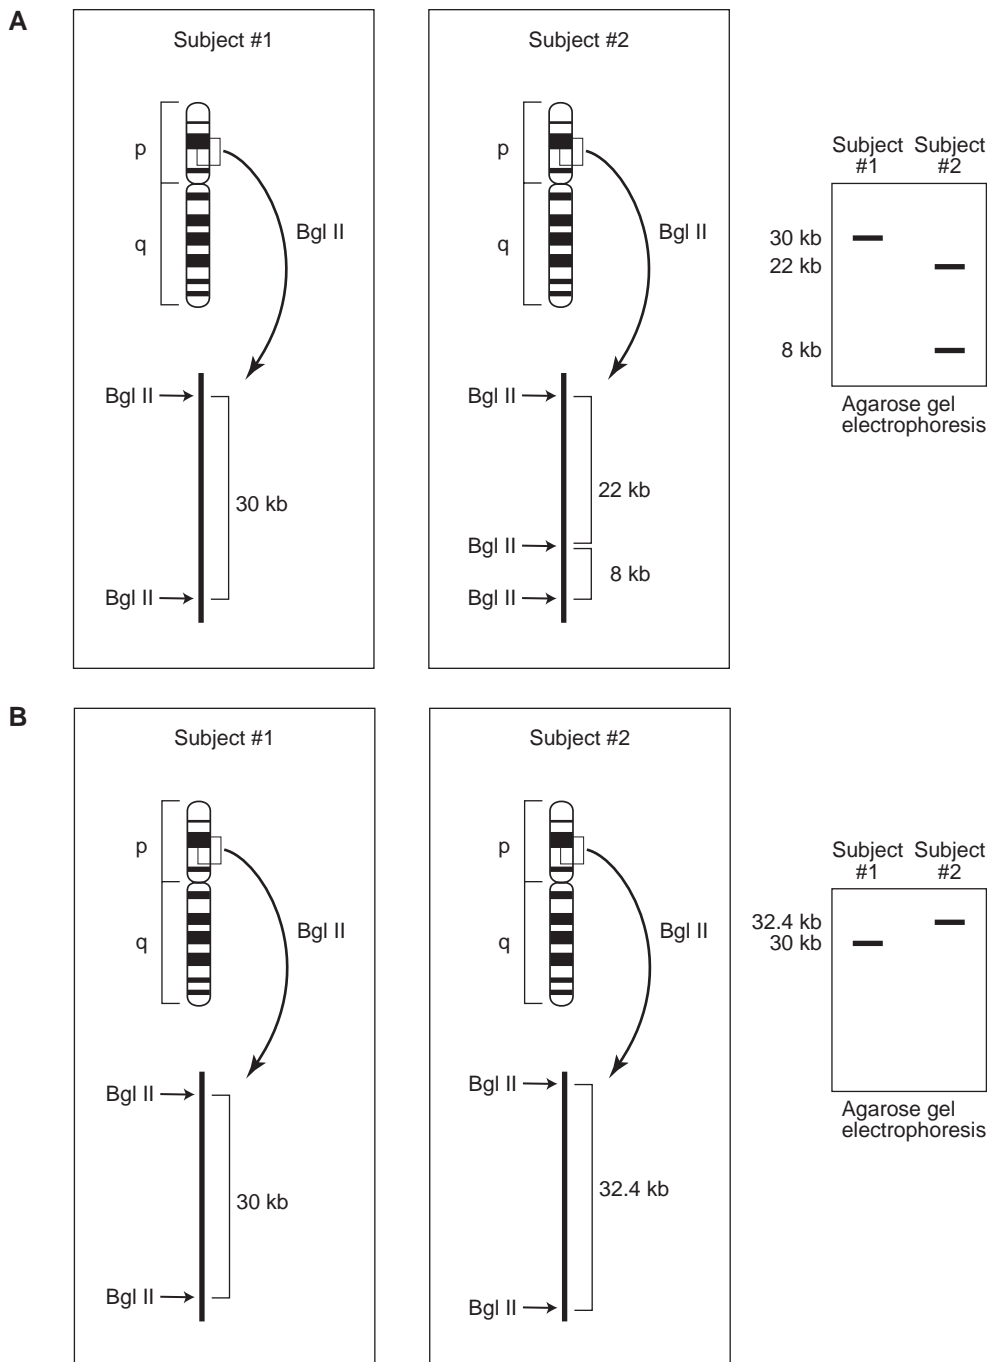 A
Subject #1
p
q
Bgl II
Bgl II
30 kb
Bgl II
Subject #2
p
q
Bgl II
Bgl II
22 kb
Bgl II
8 kb
Bgl II
Subject Subject
#1 #2
30 kb
22 kb
8 kb
Agarose gel
electrophoresis
B
Subject #1
p
q
Bgl II
Bgl II
30 kb
Bgl II
Subject #2
p
q
Bgl II
Bgl II
32.4 kb
Bgl II
Subject Subject
#1 #2
32.4 kb
30 kb
Agarose gel
electrophoresis